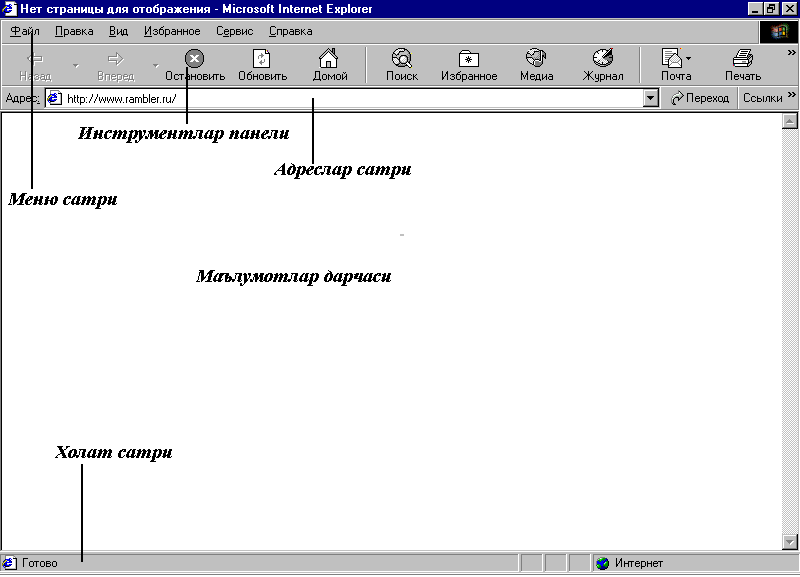 Нет страницы для отображения - Microsoft Internet Explorer
Файл Правка Вид Избранное Сервис Справка
Назад Вперед Остановить Обновить Домой Поиск Избранное Медиа Журнал Почта Печать
Адрес: http://www.rambler.ru/ Переход Ссылки
Инструментлар панели
Адреслар сатри
Меню сатри
Маълумотлар дарчаси
Холат сатри
Готово Интернет